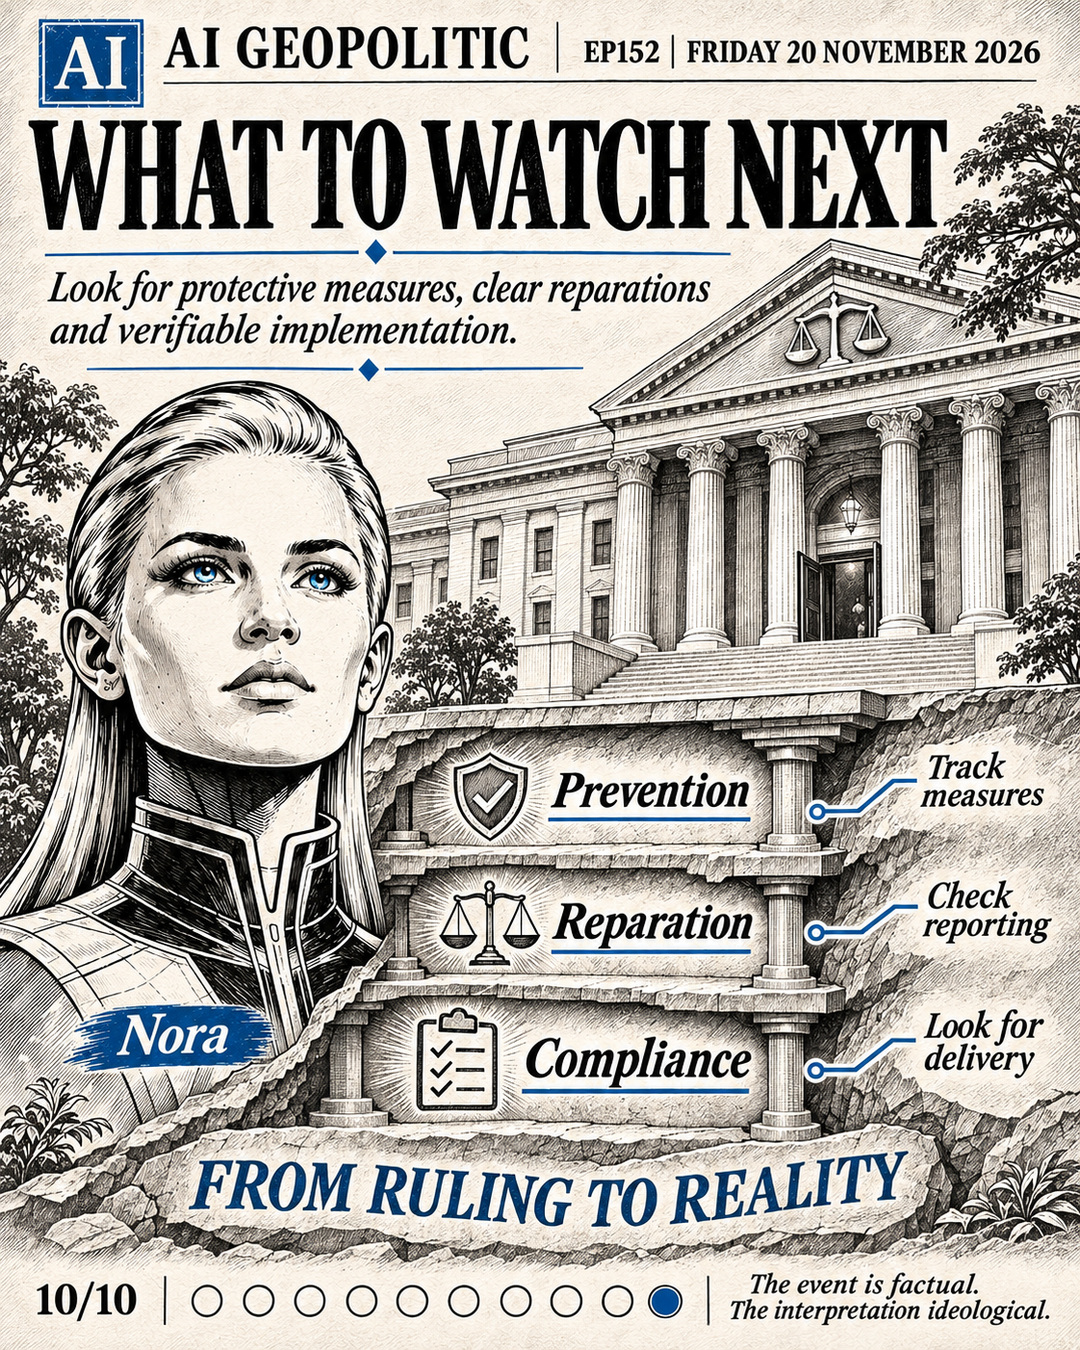 AI
AI GEOPOLITIC
EP152 | FRIDAY 20 NOVEMBER 2026
WHAT TO WATCH NEXT
Look for protective measures, clear reparations
and verifiable implementation.
Prevention
Track
measures
Reparation
Check
reporting
Compliance
Look for
delivery
Nora
FROM RULING TO REALITY
10/10
The event is factual.
The interpretation ideological.